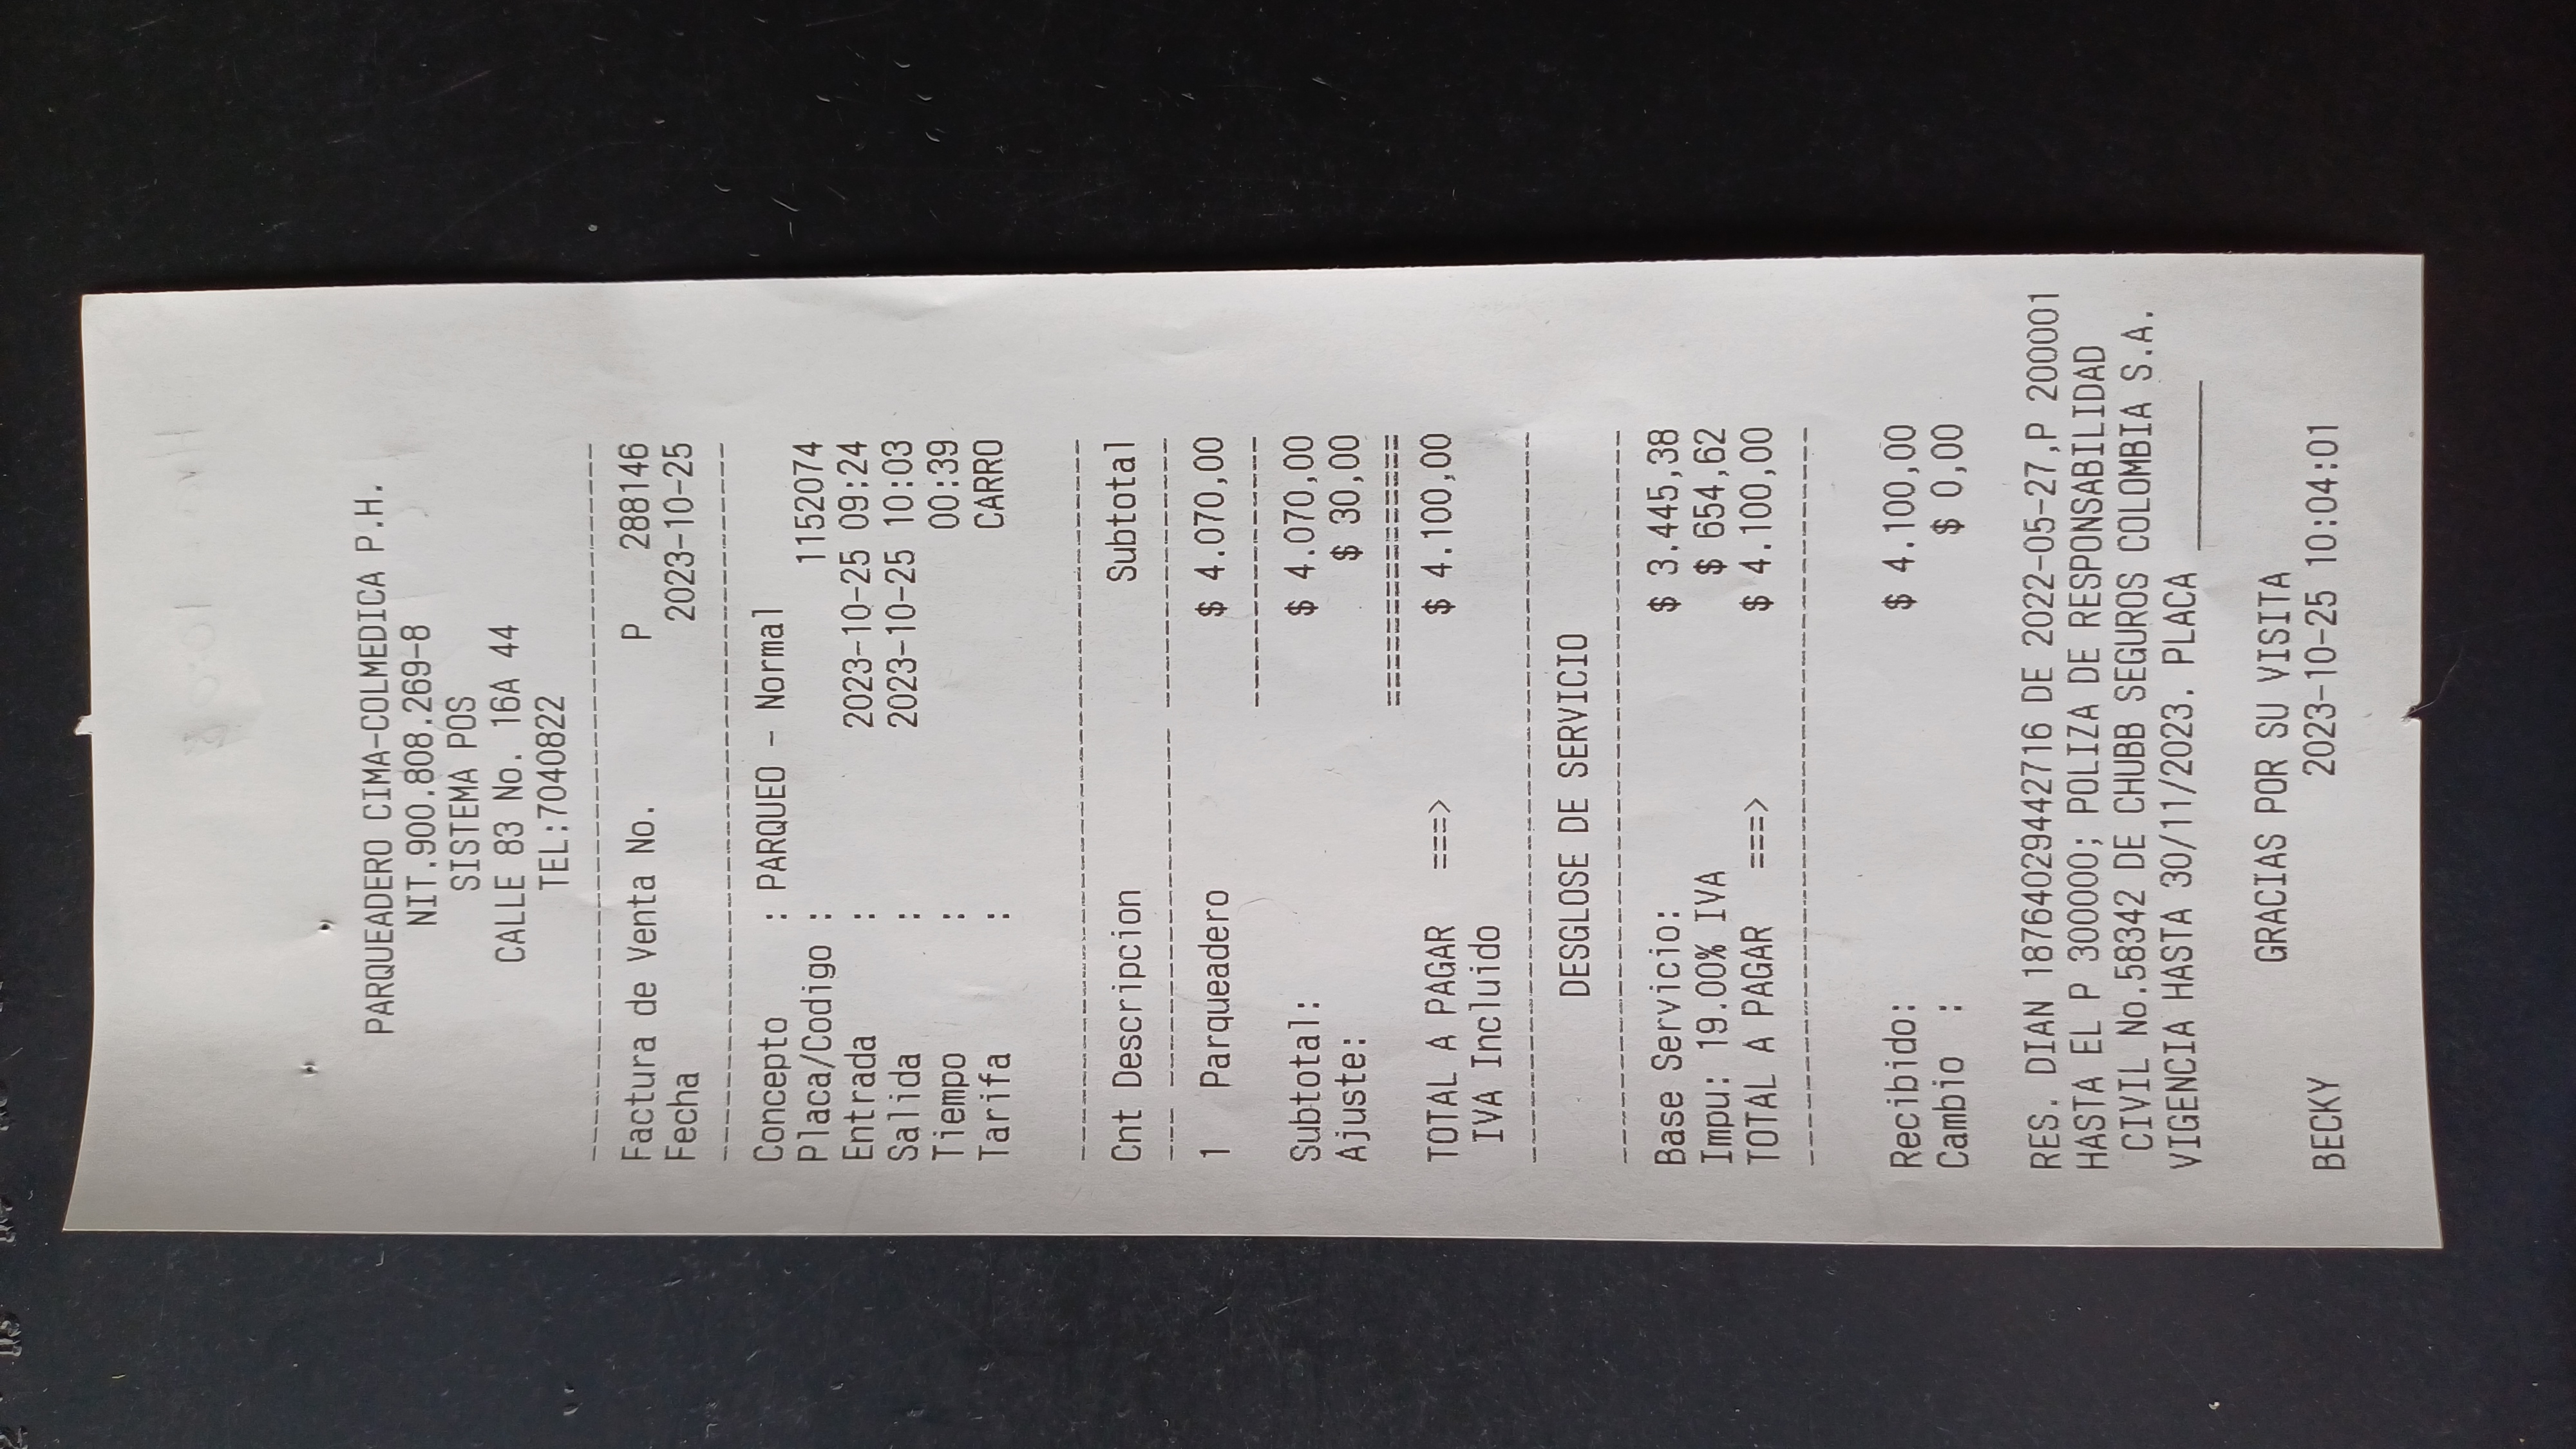 PARQUEADERO CIMA-COLMEDICA P.H.
NIT.900.808.269-8
SISTEMA POS
CALLE 83 No. 16A 44
TEL:7040822
Factura de Venta No. P 288146
Fecha 2023-10-25
Concepto : PARQUEO - Normal
Placa/Codigo : 1152074
Entrada : 2023-10-25 09:24
Salida : 2023-10-25 10:03
Tiempo : 00:39
Tarifa : CARRO
Cnt Descripcion Subtotal
1 Parqueadero $ 4.070,00
Subtotal: $ 4.070,00
Ajuste: $ 30,00
TOTAL A PAGAR ===> $ 4.100,00
IVA Incluido
DESGLOSE DE SERVICIO
Base Servicio: $ 3.445,38
Impu: 19.00% IVA $ 654,62
TOTAL A PAGAR ===> $ 4.100,00
Recibido: $ 4.100,00
Cambio : $ 0,00
RES. DIAN 18764029442716 DE 2022-05-27,P 200001
HASTA EL P 300000; POLIZA DE RESPONSABILIDAD
CIVIL No.58342 DE CHUBB SEGUROS COLOMBIA S.A.
VIGENCIA HASTA 30/11/2023. PLACA ________
GRACIAS POR SU VISITA
BECKY 2023-10-25 10:04:01